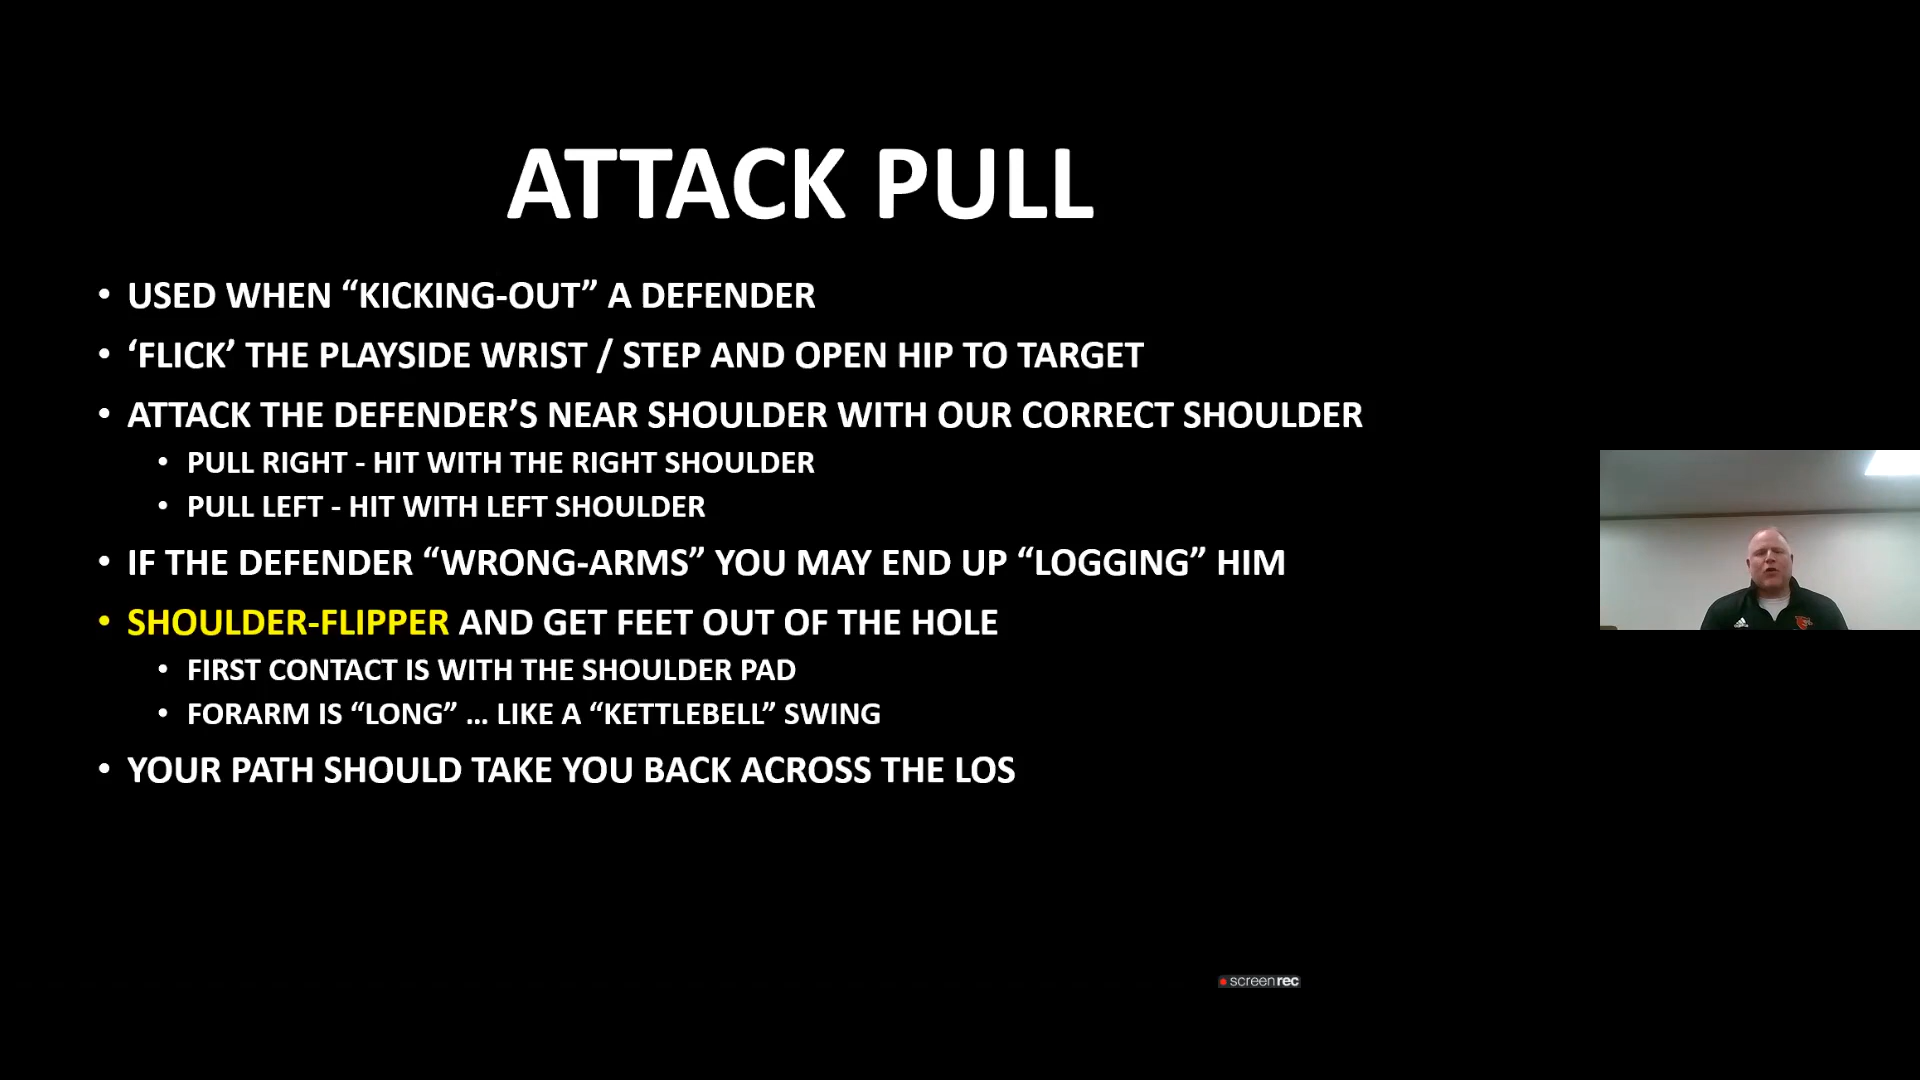 ATTACK PULL
• USED WHEN “KICKING-OUT” A DEFENDER
• ‘FLICK’ THE PLAYSIDE WRIST / STEP AND OPEN HIP TO TARGET
• ATTACK THE DEFENDER’S NEAR SHOULDER WITH OUR CORRECT SHOULDER
• PULL RIGHT - HIT WITH THE RIGHT SHOULDER
• PULL LEFT - HIT WITH LEFT SHOULDER
• IF THE DEFENDER “WRONG-ARMS” YOU MAY END UP “LOGGING” HIM
• SHOULDER-FLIPPER AND GET FEET OUT OF THE HOLE
• FIRST CONTACT IS WITH THE SHOULDER PAD
• FORARM IS “LONG” … LIKE A “KETTLEBELL” SWING
• YOUR PATH SHOULD TAKE YOU BACK ACROSS THE LOS
screenrec